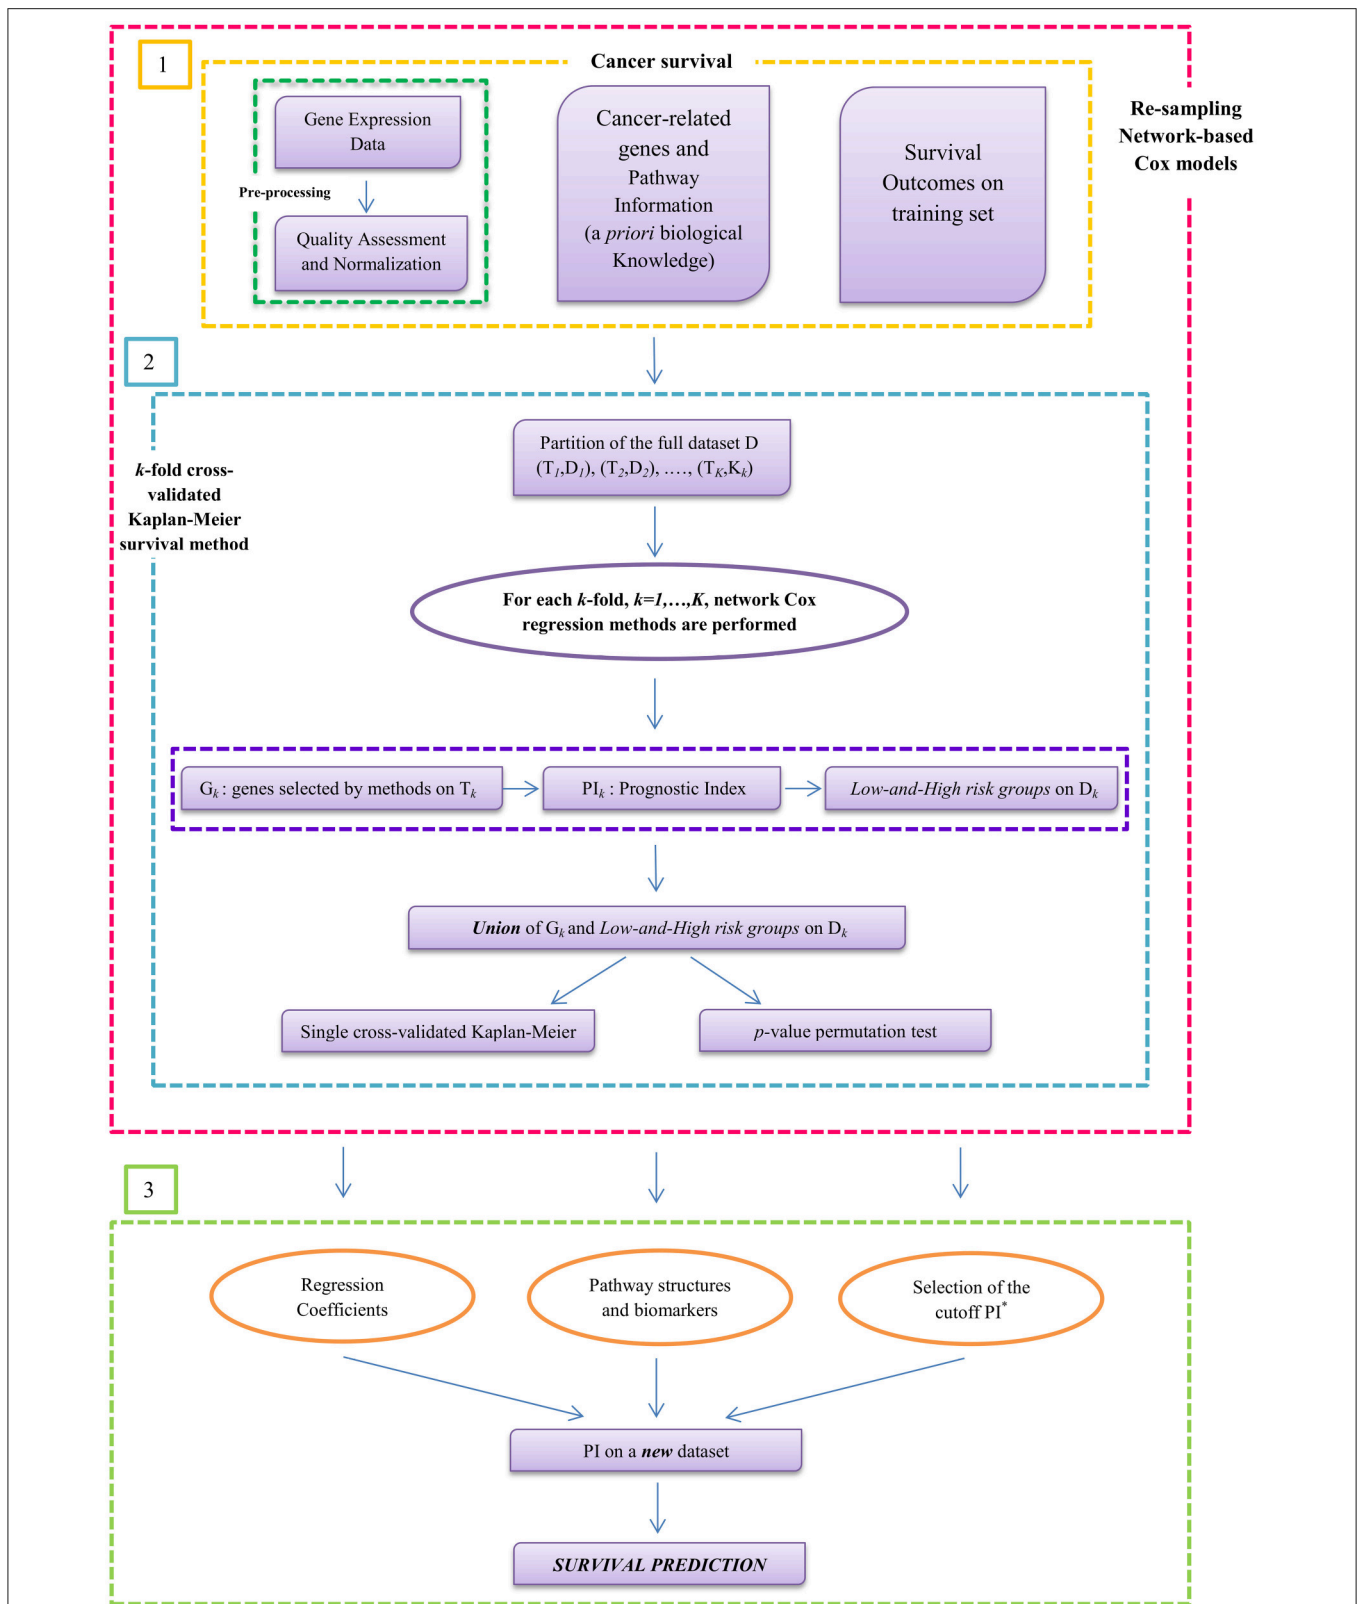 1
Cancer survival
Re-sampling
Network-based
Cox models
Gene Expression
Data
Pre-processing
Quality Assessment
and Normalization
Cancer-related
genes and
Pathway
Information
(a priori biological
Knowledge)
Survival
Outcomes on
training set
2
k-fold cross-
validated
Kaplan-Meier
survival method
Partition of the full dataset D
(T1,D1), (T2,D2), ...., (TK,Kk)
For each k-fold, k=1,...,K, network Cox
regression methods are performed
Gk : genes selected by methods on Tk
PIk : Prognostic Index
Low-and-High risk groups on Dk
Union of Gk and Low-and-High risk groups on Dk
Single cross-validated Kaplan-Meier
p-value permutation test
3
Regression
Coefficients
Pathway structures
and biomarkers
Selection of the
cutoff PI*
PI on a new dataset
SURVIVAL PREDICTION